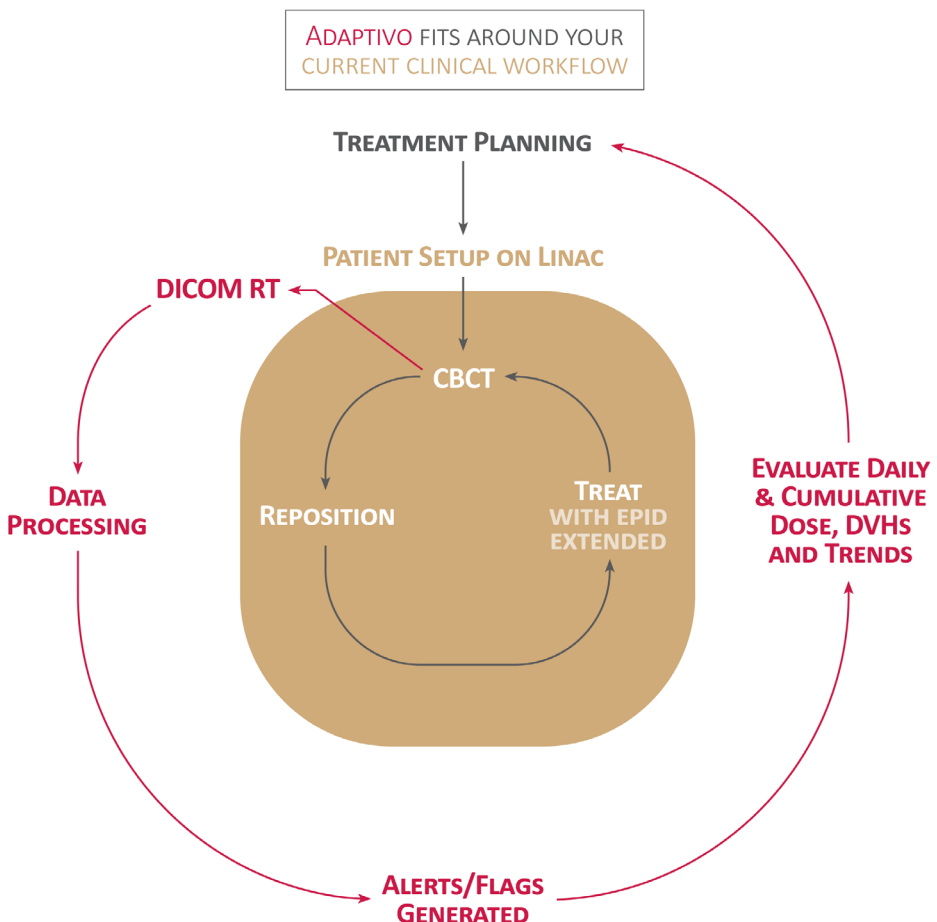 ADAPTIVO FITS AROUND YOUR
CURRENT CLINICAL WORKFLOW
TREATMENT PLANNING
PATIENT SETUP ON LINAC
DICOM RT
CBCT
DATA
PROCESSING
REPOSITION
TREAT
WITH EPID
EXTENDED
EVALUATE DAILY
& CUMULATIVE
DOSE, DVHS
AND TRENDS
ALERTS/FLAGS
GENERATED